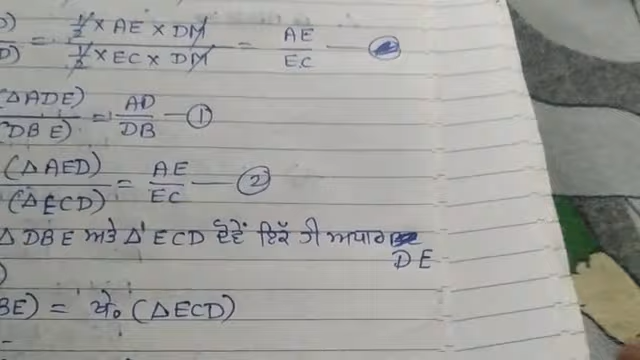 D) = ½ × AE × DM = AE
D) ½ × EC × DM EC
(ΔADE) = AD — ①
(DBE) DB
(ΔAED) = AE — ②
(ΔECD) EC
Δ DBE ਅਤੇ Δ ECD ਦੋਵੇਂ ਇੱਕ ਹੀ ਅਧਾਰ
DE
)
BE) = ਖੇ. (ΔECD)